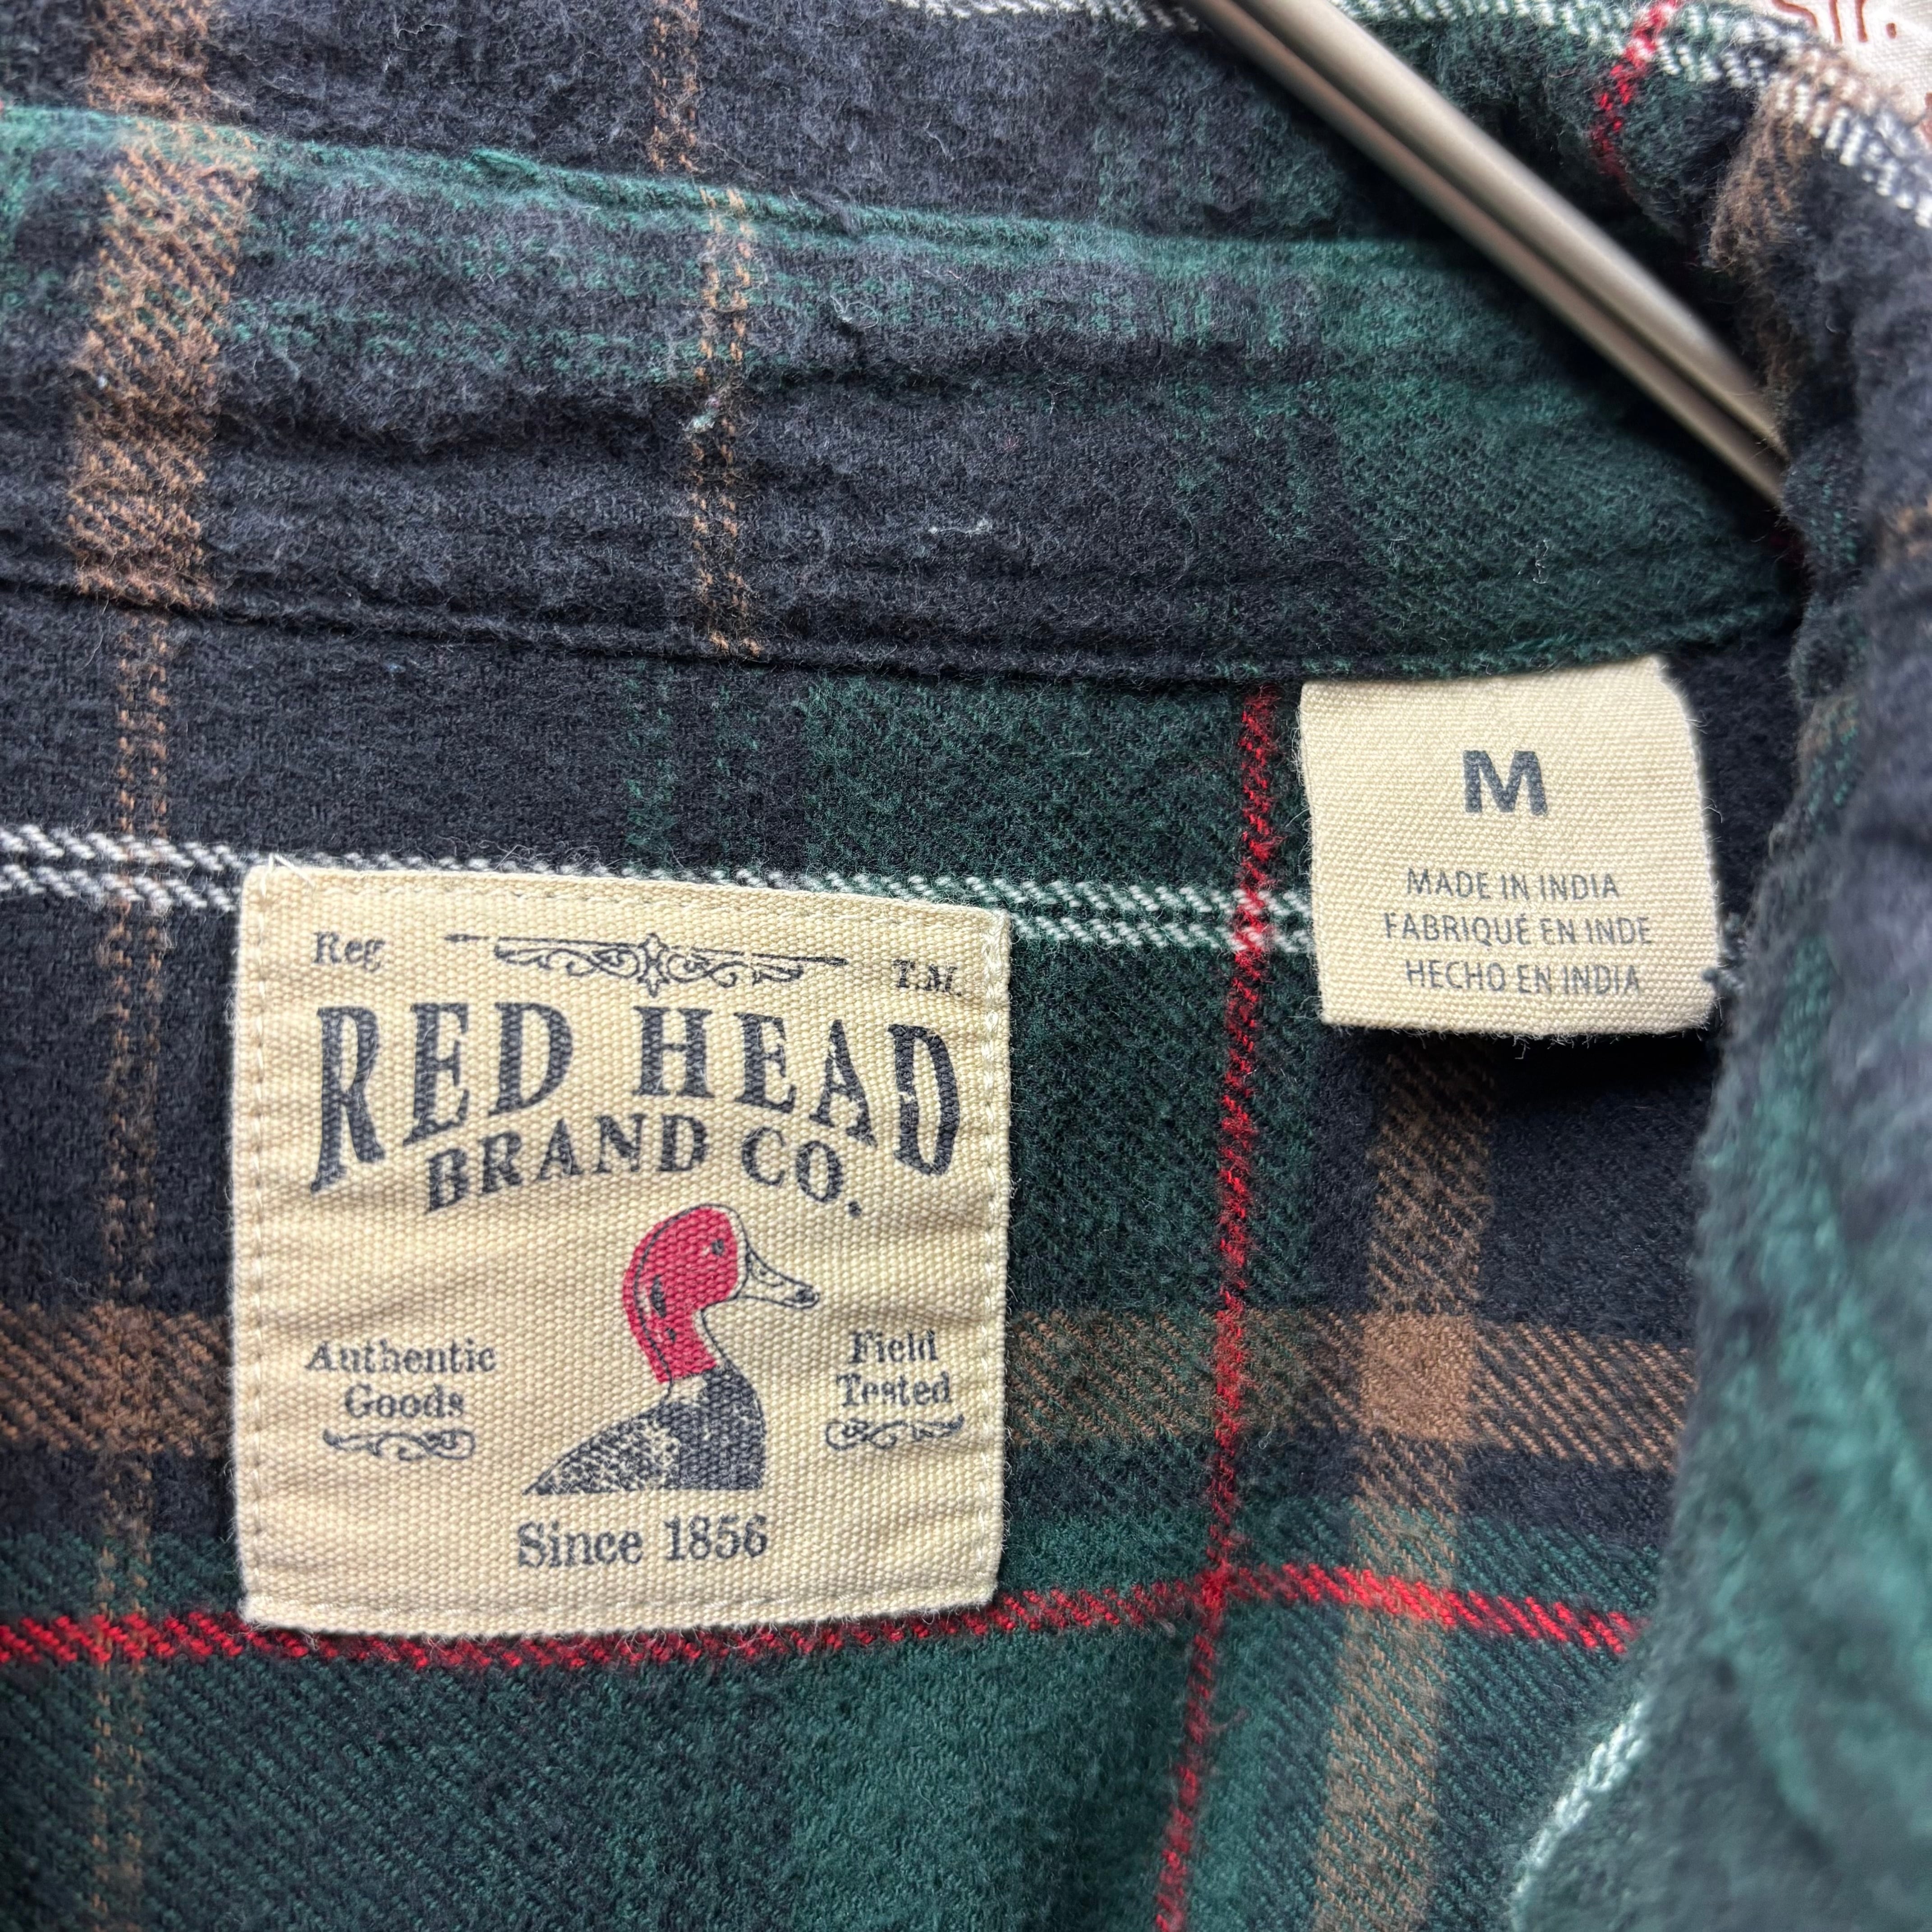 Reg T.M.
RED HEAD
BRAND CO.
Authentic
Goods
Field
Tested
Since 1856
M
MADE IN INDIA
FABRIQUÉ EN INDE
HECHO EN INDIA